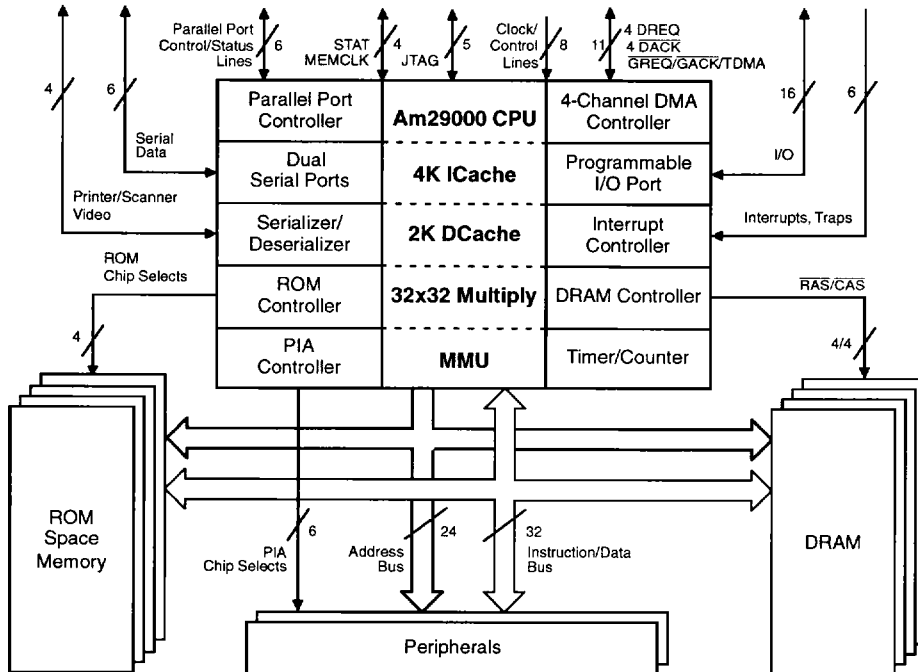 Parallel Port
Control/Status
Lines
6
STAT
MEMCLK
4
JTAG
5
Clock/
Control
Lines
8
11
4 DREQ
4 DACK
GREQ/GACK/TDMA
4
6
16
6
Serial
Data
I/O
Printer/Scanner
Video
Interrupts, Traps
Parallel Port
Controller
Am29000 CPU
4-Channel DMA
Controller
Dual
Serial Ports
4K ICache
Programmable
I/O Port
Serializer/
Deserializer
2K DCache
Interrupt
Controller
ROM
Controller
32x32 Multiply
DRAM Controller
PIA
Controller
MMU
Timer/Counter
ROM
Chip Selects
4
RAS/CAS
4/4
ROM
Space
Memory
DRAM
6
PIA
Chip Selects
24
Address
Bus
32
Instruction/Data
Bus
Peripherals